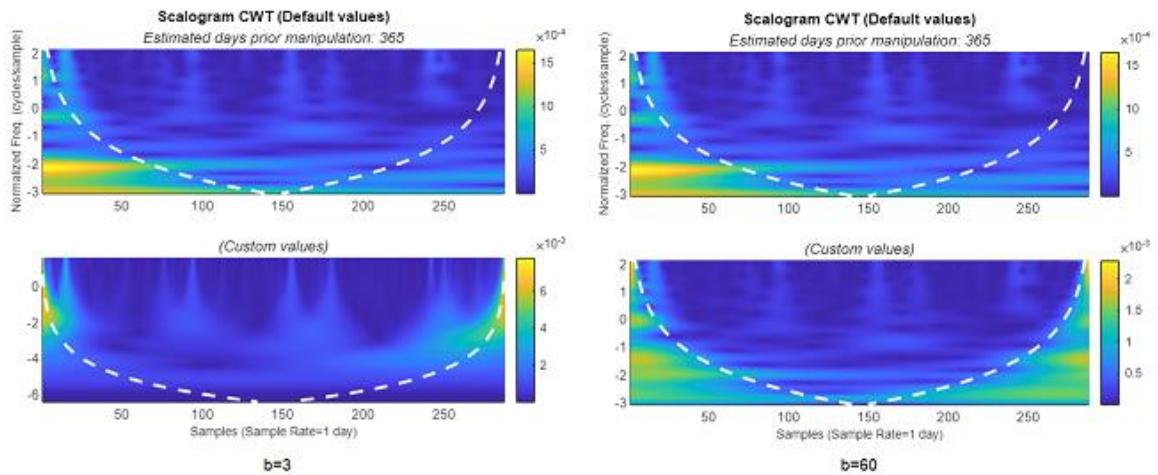 Scalogram CWT (Default values)
Estimated days prior manipulation: 365
×10⁻⁴
Normalized Freq. (cycles/sample)
2
1
0
-1
-2
-3
50 100 150 200 250
15
10
5
(Custom values)
×10⁻³
0
-2
-4
-6
50 100 150 200 250
6
4
2
Samples (Sample Rate=1 day)
b=3
Scalogram CWT (Default values)
Estimated days prior manipulation: 365
×10⁻⁴
Normalized Freq. (cycles/sample)
2
1
0
-1
-2
-3
50 100 150 200 250
15
10
5
(Custom values)
×10⁻³
2
1
0
-1
-2
-3
50 100 150 200 250
2
1.5
1
0.5
Samples (Sample Rate=1 day)
b=60